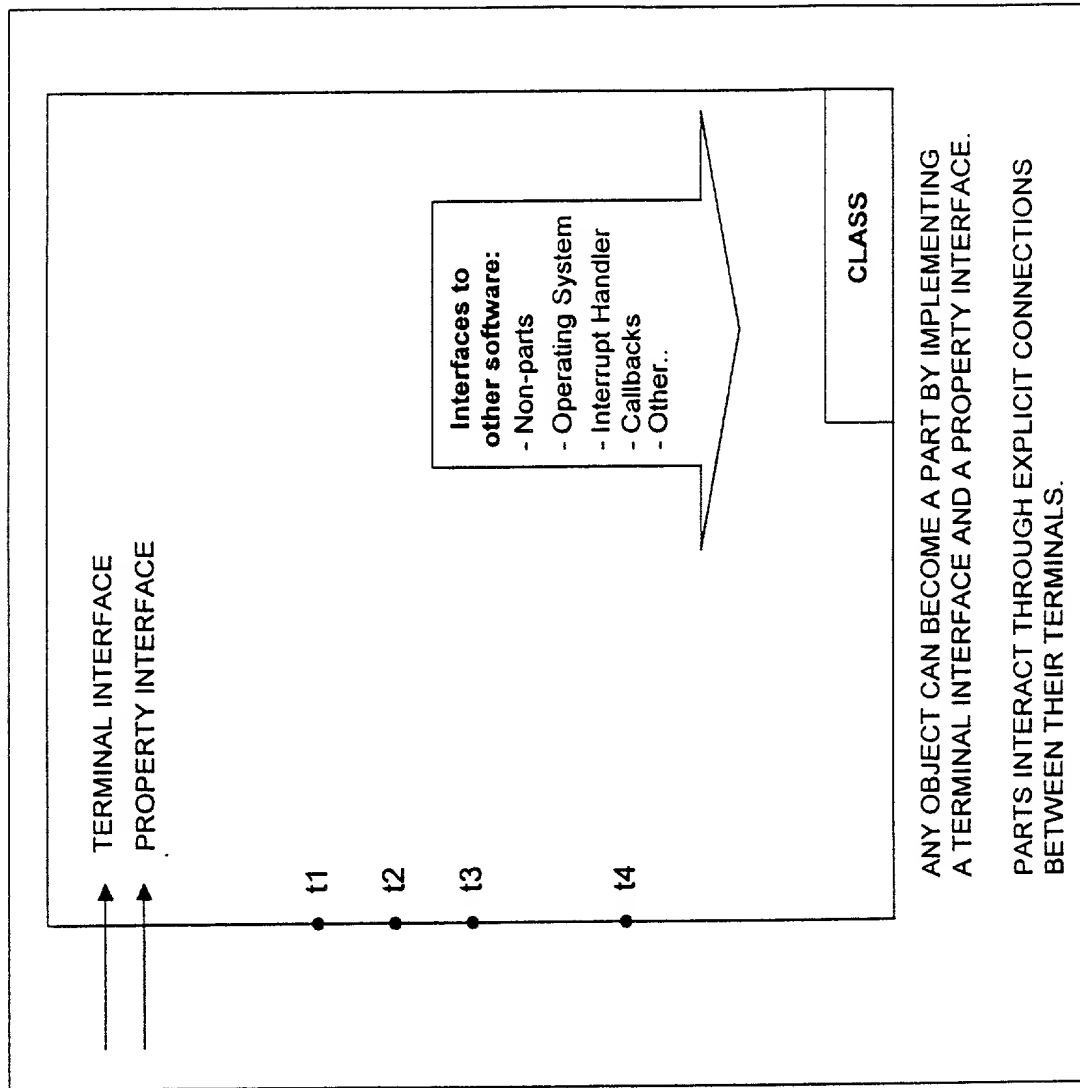 TERMINAL INTERFACE
PROPERTY INTERFACE
t1
t2
t3
t4
Interfaces to
other software:
- Non-parts
- Operating System
- Interrupt Handler
- Callbacks
- Other..
CLASS
ANY OBJECT CAN BECOME A PART BY IMPLEMENTING
A TERMINAL INTERFACE AND A PROPERTY INTERFACE.
PARTS INTERACT THROUGH EXPLICIT CONNECTIONS
BETWEEN THEIR TERMINALS.